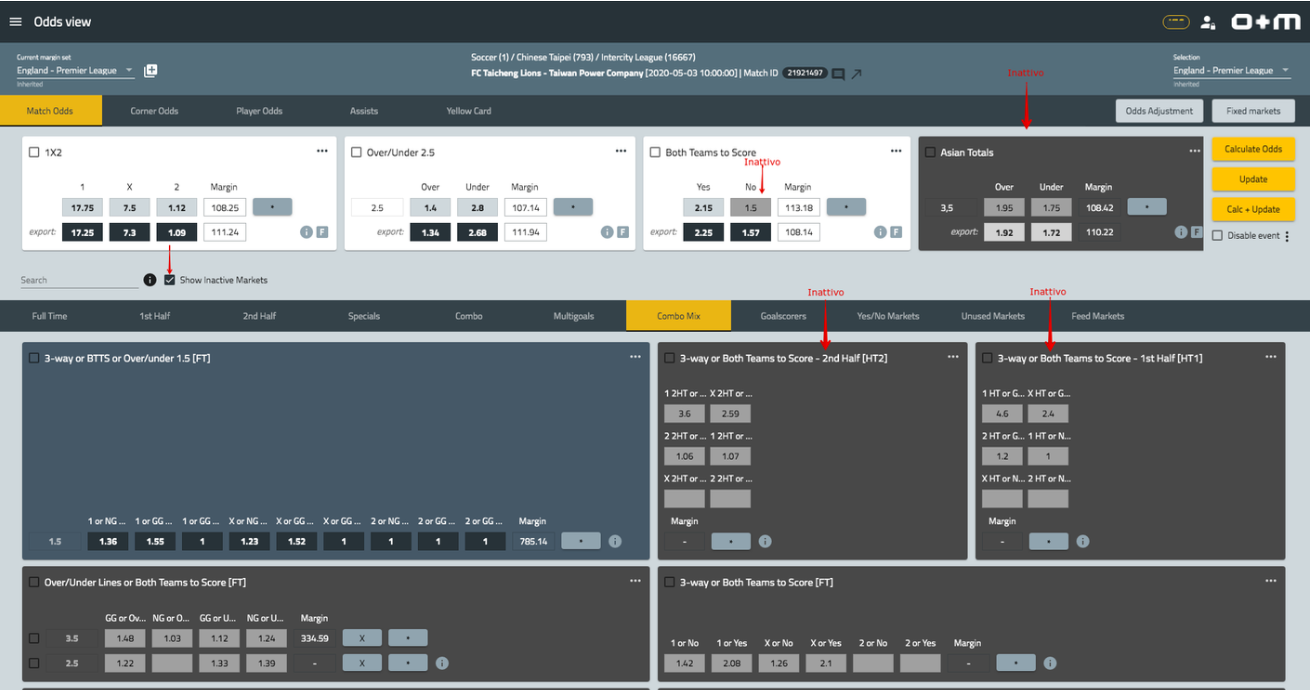 Odds view
o+m
Current margin set
England - Premier League
Inherited
Soccer (1) / Chinese Taipei (793) / Intercity League (16667)
FC Taicheng Lions - Taiwan Power Company [2020-05-03 10:00:00] | Match ID 21921497
Inattivo
Selection
England - Premier League
Inherited
Match Odds Corner Odds Player Odds Assists Yellow Card Odds Adjustment Fixed markets
1X2
1 X 2 Margin
17.75 7.5 1.12 108.25
export: 17.25 7.3 1.09 111.24 i F
Over/Under 2.5
Over Under Margin
2.5 1.4 2.8 107.14
export: 1.34 2.68 111.94 i F
Both Teams to Score
Inattivo
Yes No Margin
2.15 1.5 113.18
export: 2.25 1.57 108.14 i F
Asian Totals
Over Under Margin
3,5 1.95 1.75 108.42
export: 1.92 1.72 110.22 i F
Calculate Odds
Update
Calc + Update
Disable event
Search i Show Inactive Markets
Inattivo
Inattivo
Full Time 1st Half 2nd Half Specials Combo Multigoals Combo Mix Goalscorers Yes/No Markets Unused Markets Feed Markets
3-way or BTTS or Over/under 1.5 [FT]
1 or NG ... 1 or GG ... 1 or GG ... X or NG ... X or GG ... X or GG ... 2 or NG ... 2 or GG ... 2 or GG ... Margin
1.5 1.36 1.55 1 1.23 1.52 1 1 1 1 785.14 i
3-way or Both Teams to Score - 2nd Half [HT2]
1 2HT or ... X 2HT or ...
3.6 2.59
2 2HT or ... 1 2HT or ...
1.06 1.07
X 2HT or ... 2 2HT or ...
Margin
- i
3-way or Both Teams to Score - 1st Half [HT1]
1 HT or G... X HT or G...
4.6 2.4
2 HT or G... 1 HT or N...
1.2 1
X HT or N... 2 HT or N...
Margin
- i
Over/Under Lines or Both Teams to Score [FT]
GG or Ov... NG or O... GG or U... NG or U... Margin
3.5 1.48 1.03 1.12 1.24 334.59 X
2.5 1.22 1.33 1.39 - X i
3-way or Both Teams to Score [FT]
1 or No 1 or Yes X or No X or Yes 2 or No 2 or Yes Margin
1.42 2.08 1.26 2.1 - i